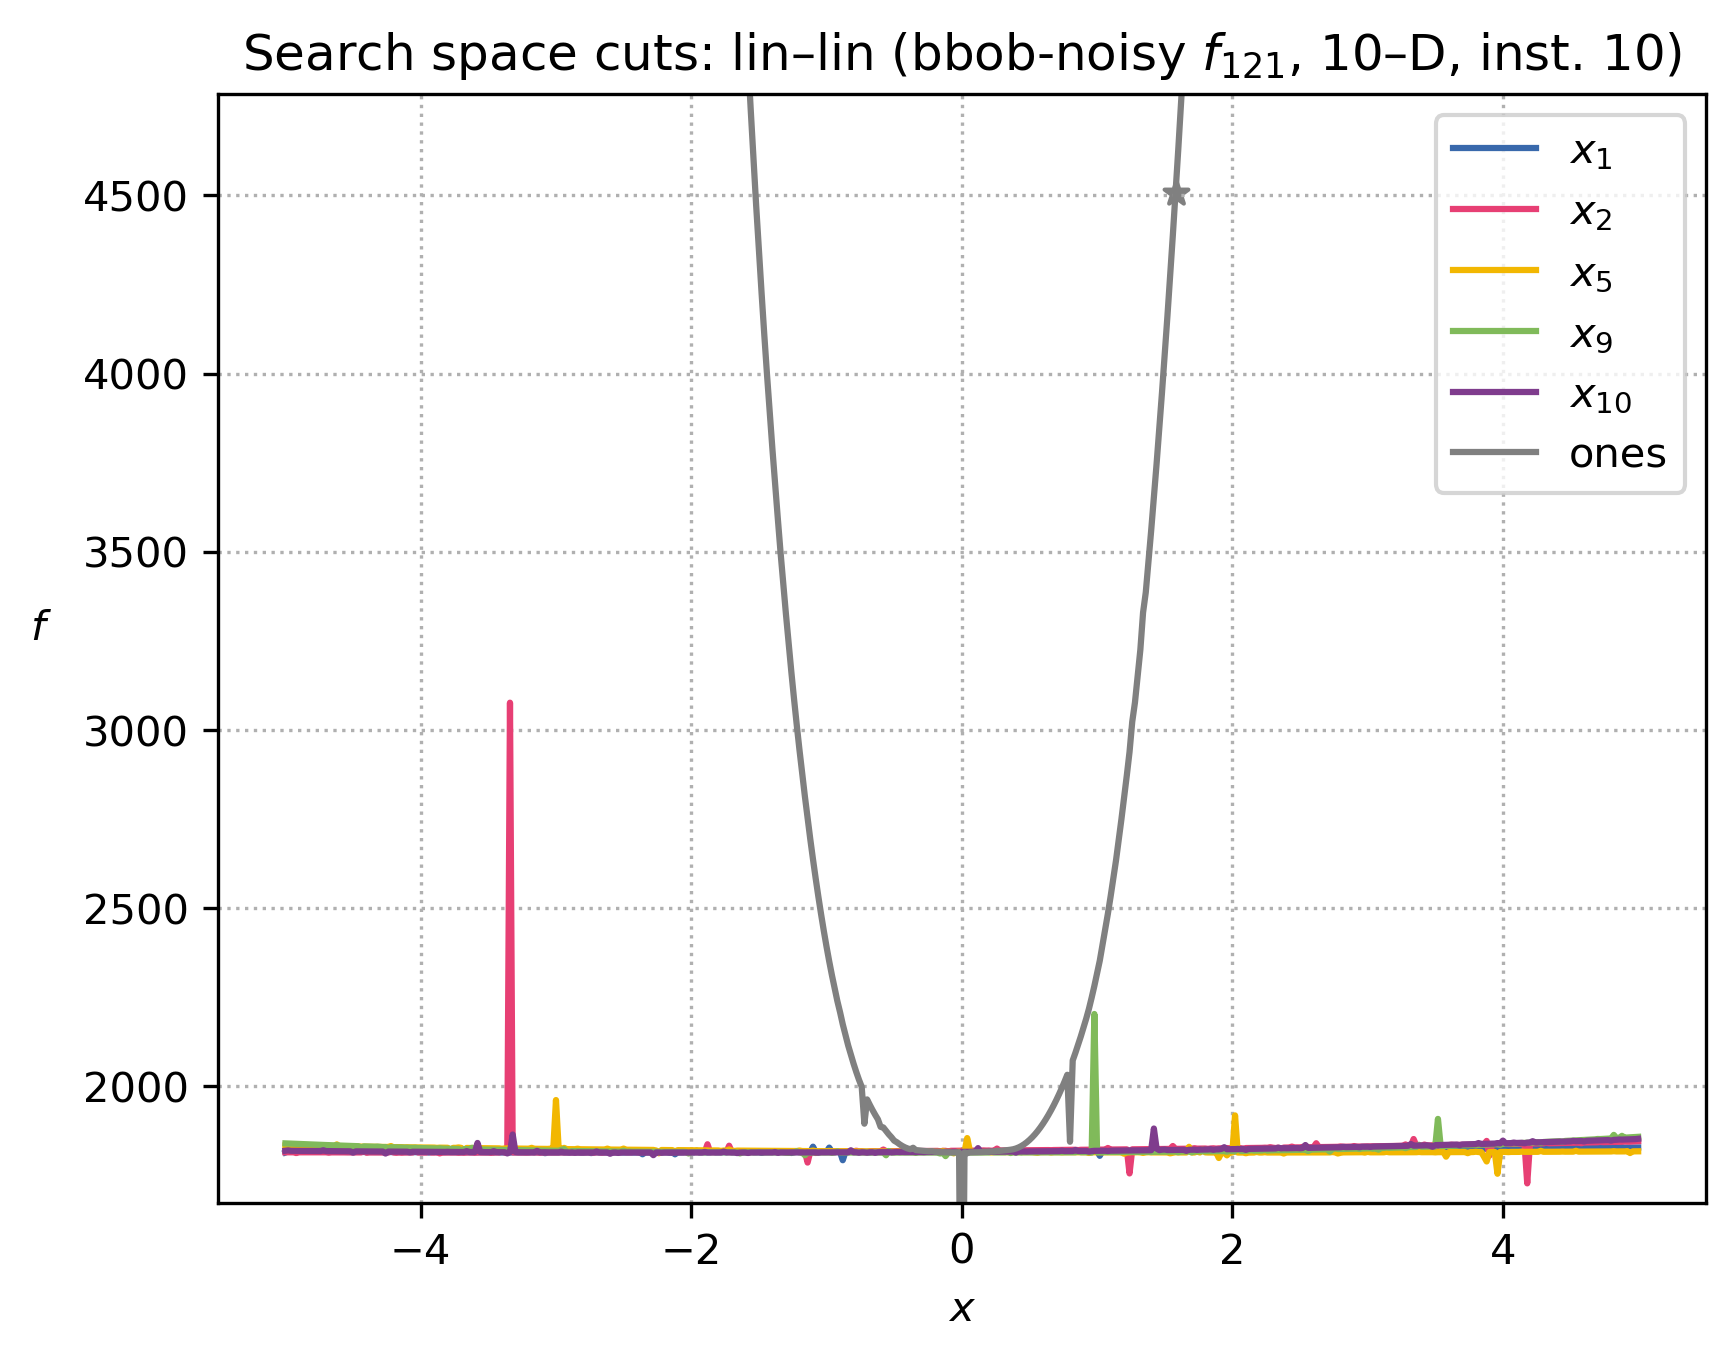 Search space cuts: lin–lin (bbob-noisy f₁₂₁, 10–D, inst. 10)
x₁
x₂
x₅
x₉
x₁₀
ones
4500
4000
3500
3000
2500
2000
f
−4 −2 0 2 4
x